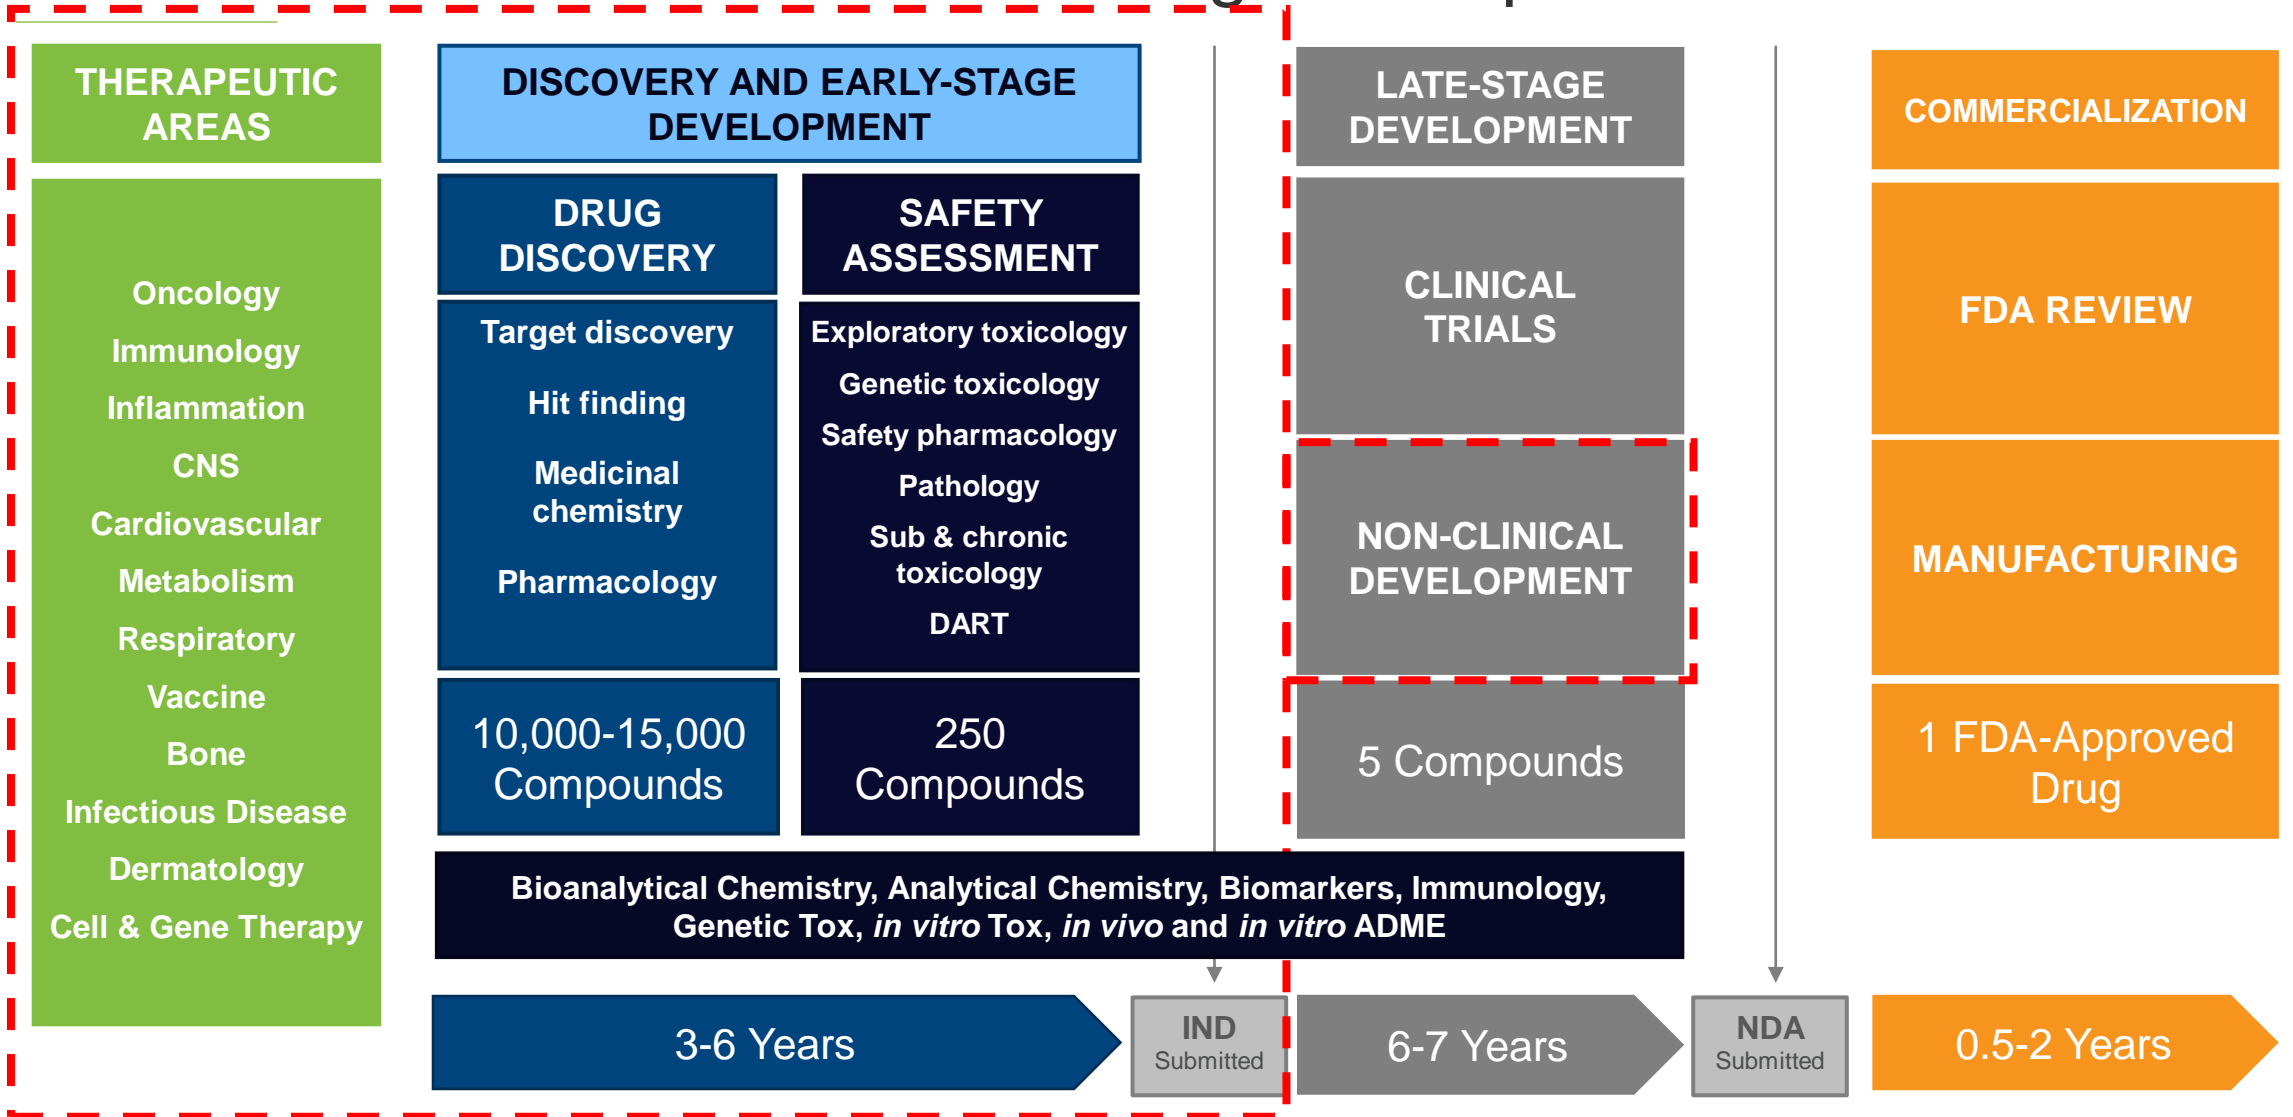 THERAPEUTIC
AREAS
Oncology
Immunology
Inflammation
CNS
Cardiovascular
Metabolism
Respiratory
Vaccine
Bone
Infectious Disease
Dermatology
Cell & Gene Therapy
DISCOVERY AND EARLY-STAGE
DEVELOPMENT
DRUG
DISCOVERY
Target discovery
Hit finding
Medicinal
chemistry
Pharmacology
10,000-15,000
Compounds
SAFETY
ASSESSMENT
Exploratory toxicology
Genetic toxicology
Safety pharmacology
Pathology
Sub & chronic
toxicology
DART
250
Compounds
LATE-STAGE
DEVELOPMENT
CLINICAL
TRIALS
NON-CLINICAL
DEVELOPMENT
5 Compounds
COMMERCIALIZATION
FDA REVIEW
MANUFACTURING
1 FDA-Approved
Drug
Bioanalytical Chemistry, Analytical Chemistry, Biomarkers, Immunology,
Genetic Tox, in vitro Tox, in vivo and in vitro ADME
3-6 Years
IND
Submitted
6-7 Years
NDA
Submitted
0.5-2 Years